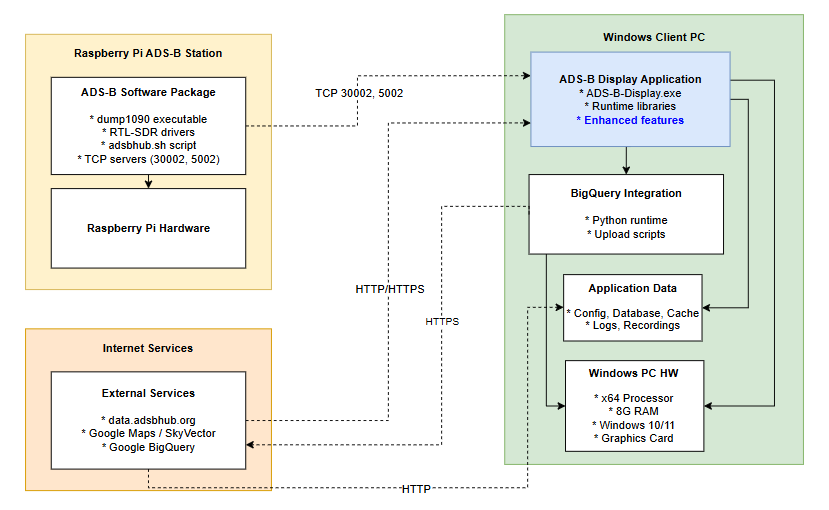 Raspberry Pi ADS-B Station
ADS-B Software Package
* dump1090 executable
* RTL-SDR drivers
* adsbhub.sh script
* TCP servers (30002, 5002)
Raspberry Pi Hardware
TCP 30002, 5002
Windows Client PC
ADS-B Display Application
* ADS-B-Display.exe
* Runtime libraries
* Enhanced features
BigQuery Integration
* Python runtime
* Upload scripts
HTTP/HTTPS
HTTPS
Application Data
* Config, Database, Cache
* Logs, Recordings
Windows PC HW
* x64 Processor
* 8G RAM
* Windows 10/11
* Graphics Card
Internet Services
External Services
* data.adsbhub.org
* Google Maps / SkyVector
* Google BigQuery
HTTP